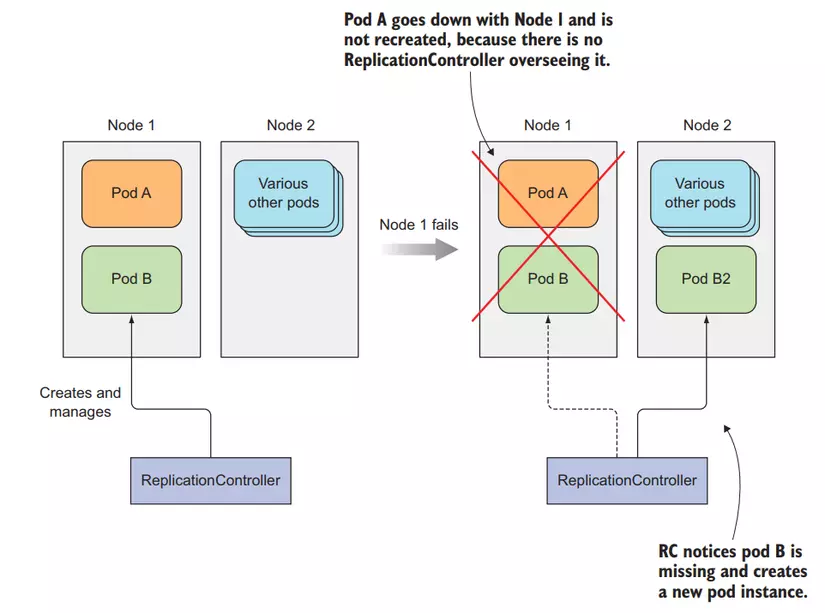 Pod A goes down with Node 1 and is
not recreated, because there is no
ReplicationController overseeing it.
Node 1
Node 2
Pod A
Various
other pods
Pod B
Creates and
manages
ReplicationController
Node 1 fails
Node 1
Node 2
Pod A
Various
other pods
Pod B
Pod B2
ReplicationController
RC notices pod B is
missing and creates
a new pod instance.